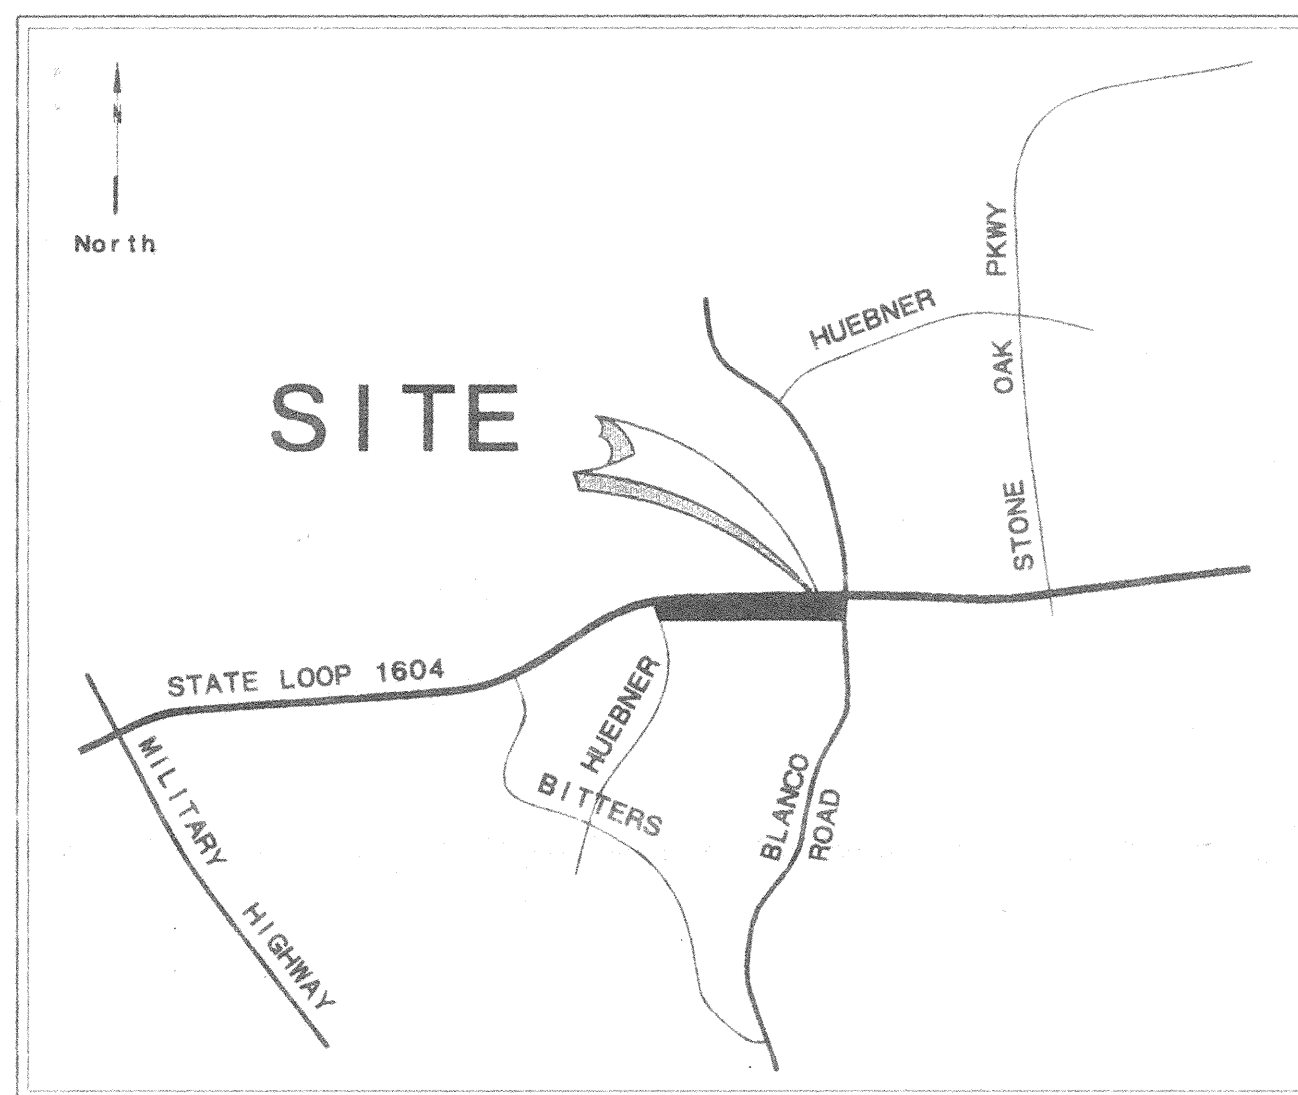 N
North
STONE OAK PKWY
HUEBNER
SITE
STATE LOOP 1604
HUEBNER
BITTERS
BLANCO
ROAD
MILITARY HIGHWAY